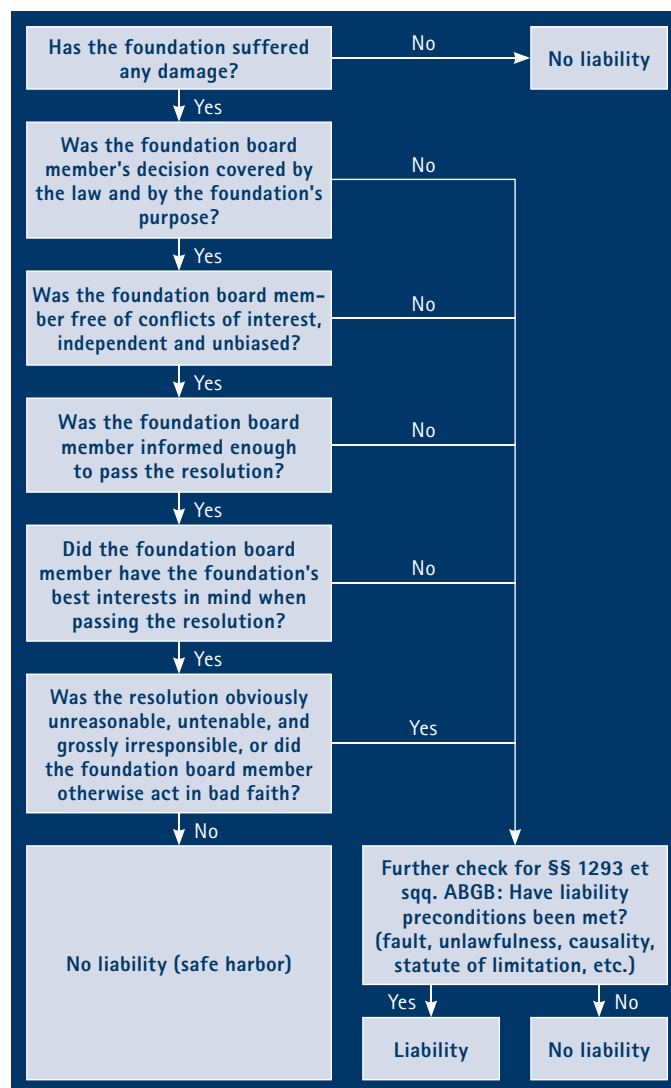 Has the foundation suffered
any damage?
No
No liability
Yes
Was the foundation board
member's decision covered by
the law and by the foundation's
purpose?
No
Yes
Was the foundation board mem-
ber free of conflicts of interest,
independent and unbiased?
No
Yes
Was the foundation board
member informed enough
to pass the resolution?
No
Yes
Did the foundation board
member have the foundation's
best interests in mind when
passing the resolution?
No
Yes
Was the resolution obviously
unreasonable, untenable, and
grossly irresponsible, or did
the foundation board member
otherwise act in bad faith?
Yes
No
No liability (safe harbor)
Further check for §§ 1293 et
sqq. ABGB: Have liability
preconditions been met?
(fault, unlawfulness, causality,
statute of limitation, etc.)
Yes
No
Liability
No liability